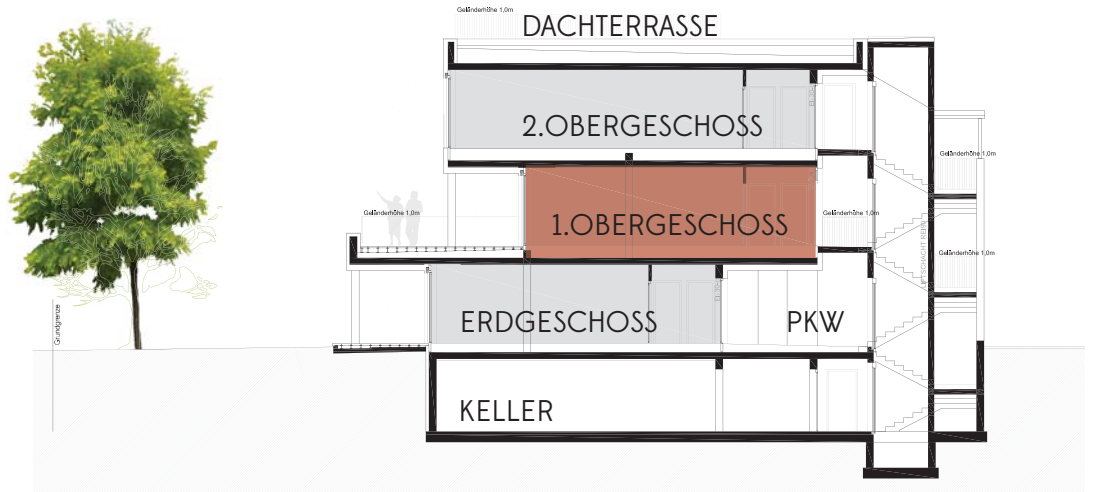 Geländerhöhe 1,0m
DACHTERRASSE
2.OBERGESCHOSS
Geländerhöhe 1,0m
1.OBERGESCHOSS
Geländerhöhe 1,0m
Geländerhöhe 1,0m
Geländerhöhe 1,0m
ERDGESCHOSS
PKW
Grundgrenze
KELLER